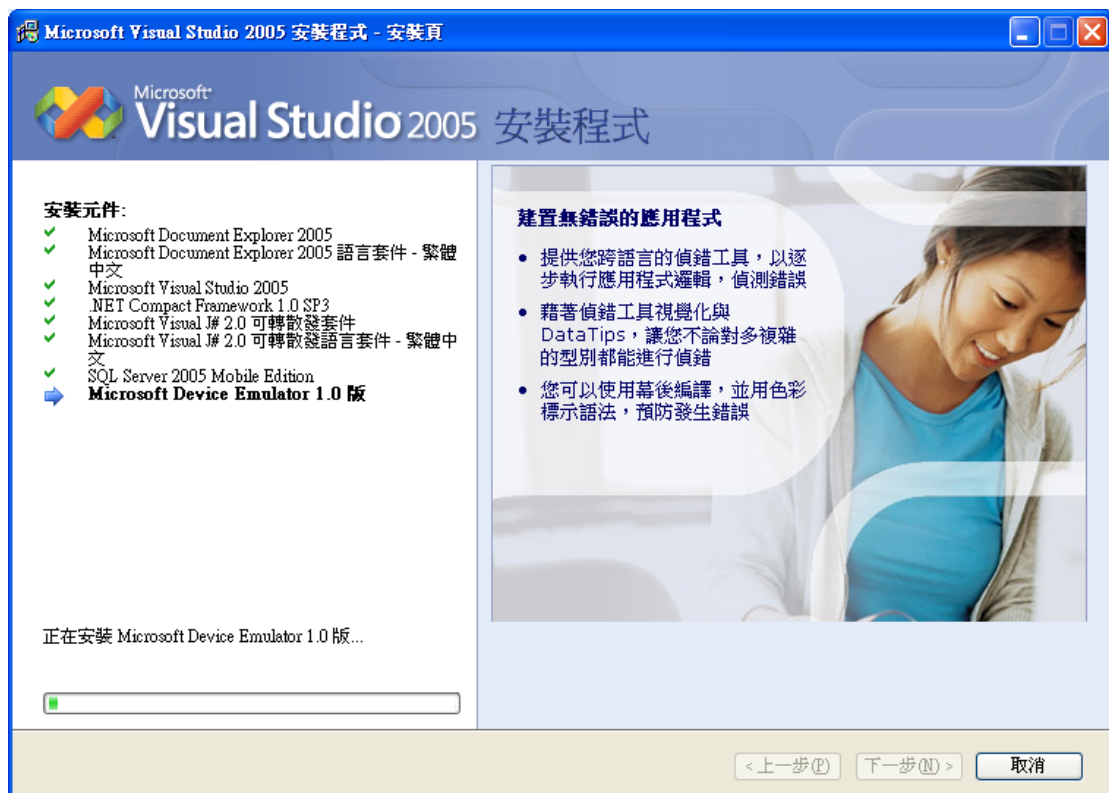 Microsoft Visual Studio 2005 安裝程式 - 安裝頁
Microsoft
Visual Studio 2005 安裝程式
安裝元件:
Microsoft Document Explorer 2005
Microsoft Document Explorer 2005 語言套件 - 繁體
中文
Microsoft Visual Studio 2005
.NET Compact Framework 1.0 SP3
Microsoft Visual J# 2.0 可轉散發套件
Microsoft Visual J# 2.0 可轉散發語言套件 - 繁體中
文
SQL Server 2005 Mobile Edition
Microsoft Device Emulator 1.0 版
正在安裝 Microsoft Device Emulator 1.0 版...
建置無錯誤的應用程式
• 提供您跨語言的偵錯工具，以逐
步執行應用程式邏輯，偵測錯誤
• 藉著偵錯工具視覺化與
DataTips，讓您不論對多複雜
的型別都能進行偵錯
• 您可以使用幕後編譯，並用色彩
標示語法，預防發生錯誤
< 上一步(P)
下一步(N) >
取消